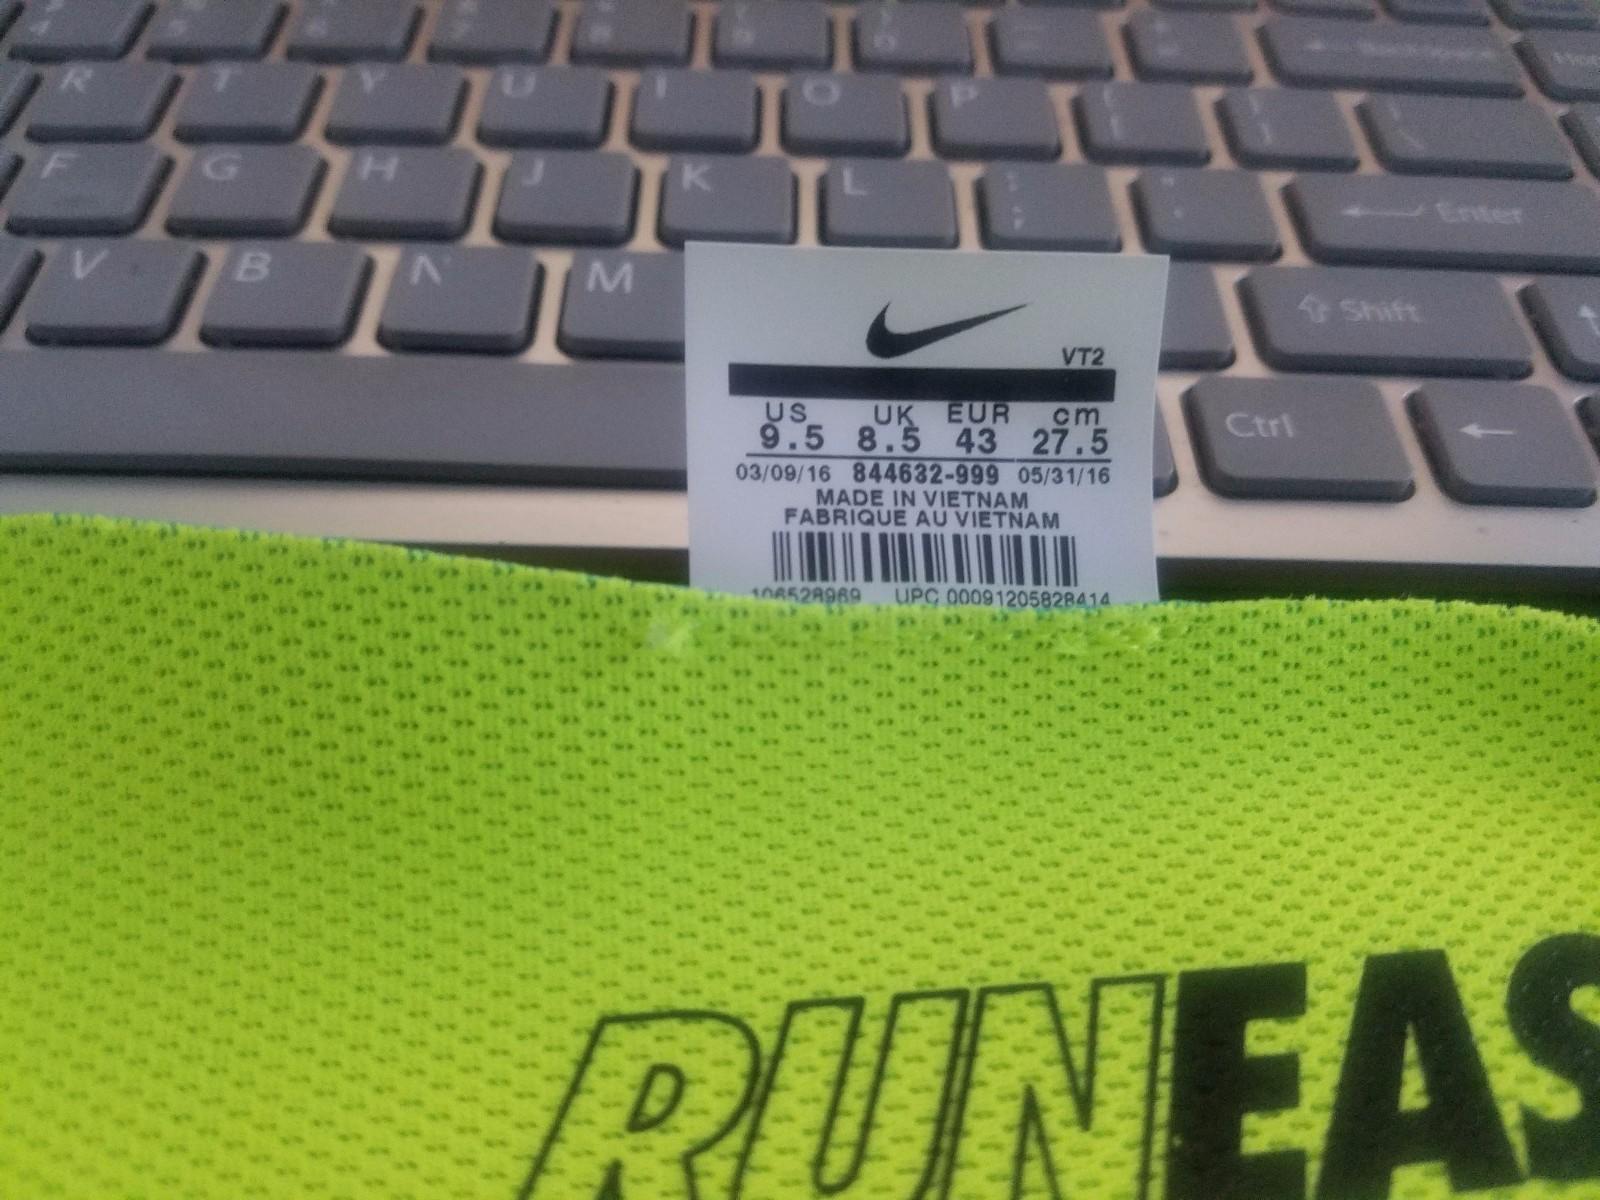 R T Y U I O P
Backspace
F G H J K L
Enter
V B N M
Shift
Ctrl
VT2
US UK EUR cm
9.5 8.5 43 27.5
03/09/16 844632-999 05/31/16
MADE IN VIETNAM
FABRIQUE AU VIETNAM
106528969 UPC 00091205828414
RUNEAS